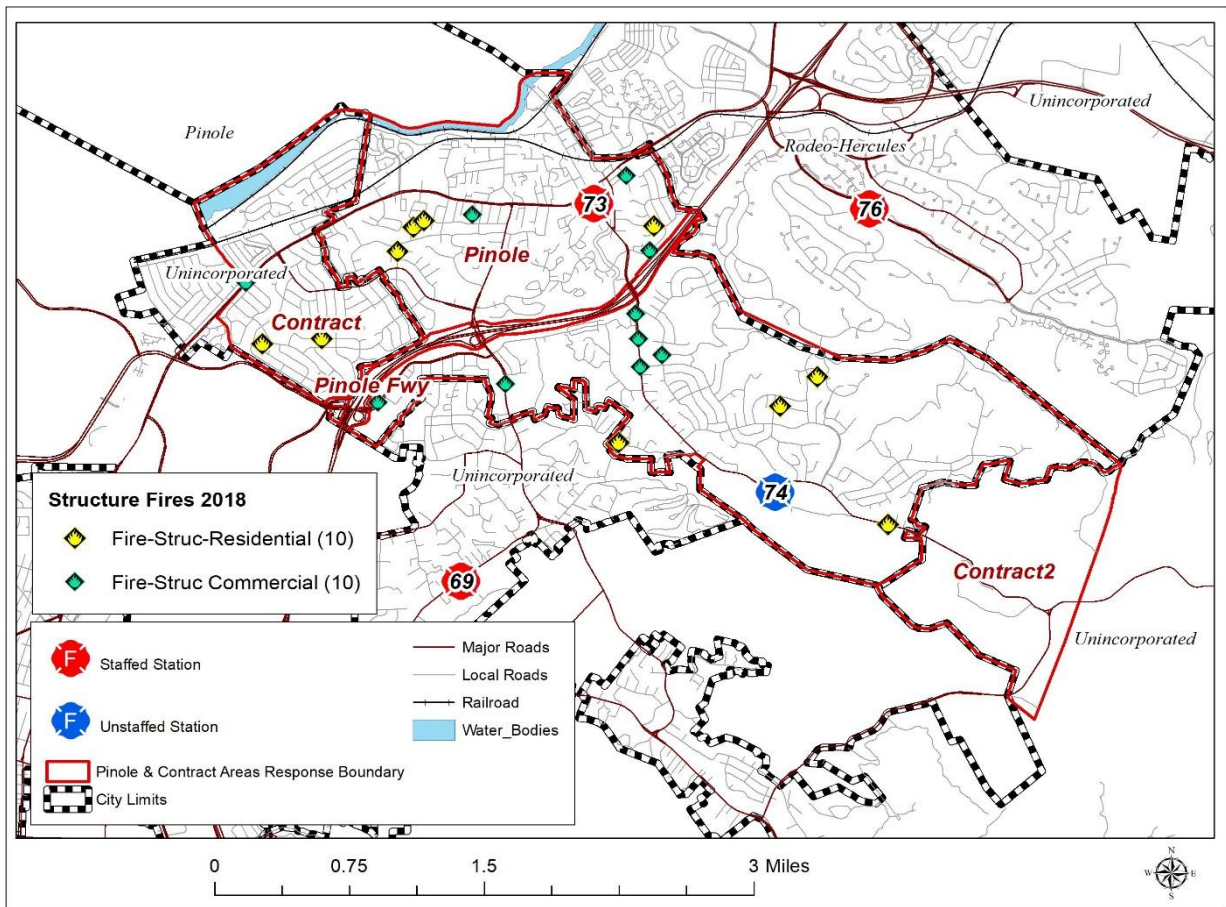 Unincorporated
Pinole
Rodeo-Hercules
73
76
Pinole
Unincorporated
Contract
Pinole Fwy
Unincorporated
74
Structure Fires 2018
Fire-Struc-Residential (10)
Fire-Struc Commercial (10)
69
Contract2
Unincorporated
F
Staffed Station
F
Unstaffed Station
Major Roads
Local Roads
Railroad
Water_Bodies
Pinole & Contract Areas Response Boundary
City Limits
0 0.75 1.5 3 Miles
N
W E
S